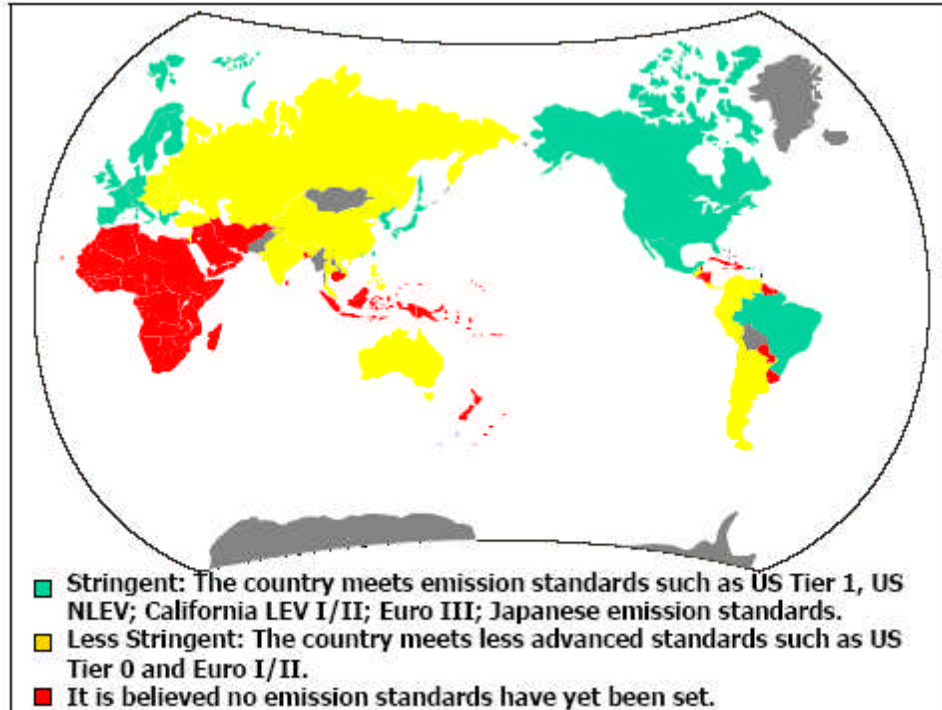 Stringent: The country meets emission standards such as US Tier 1, US
NLEV; California LEV I/II; Euro III; Japanese emission standards.
Less Stringent: The country meets less advanced standards such as US
Tier 0 and Euro I/II.
It is believed no emission standards have yet been set.